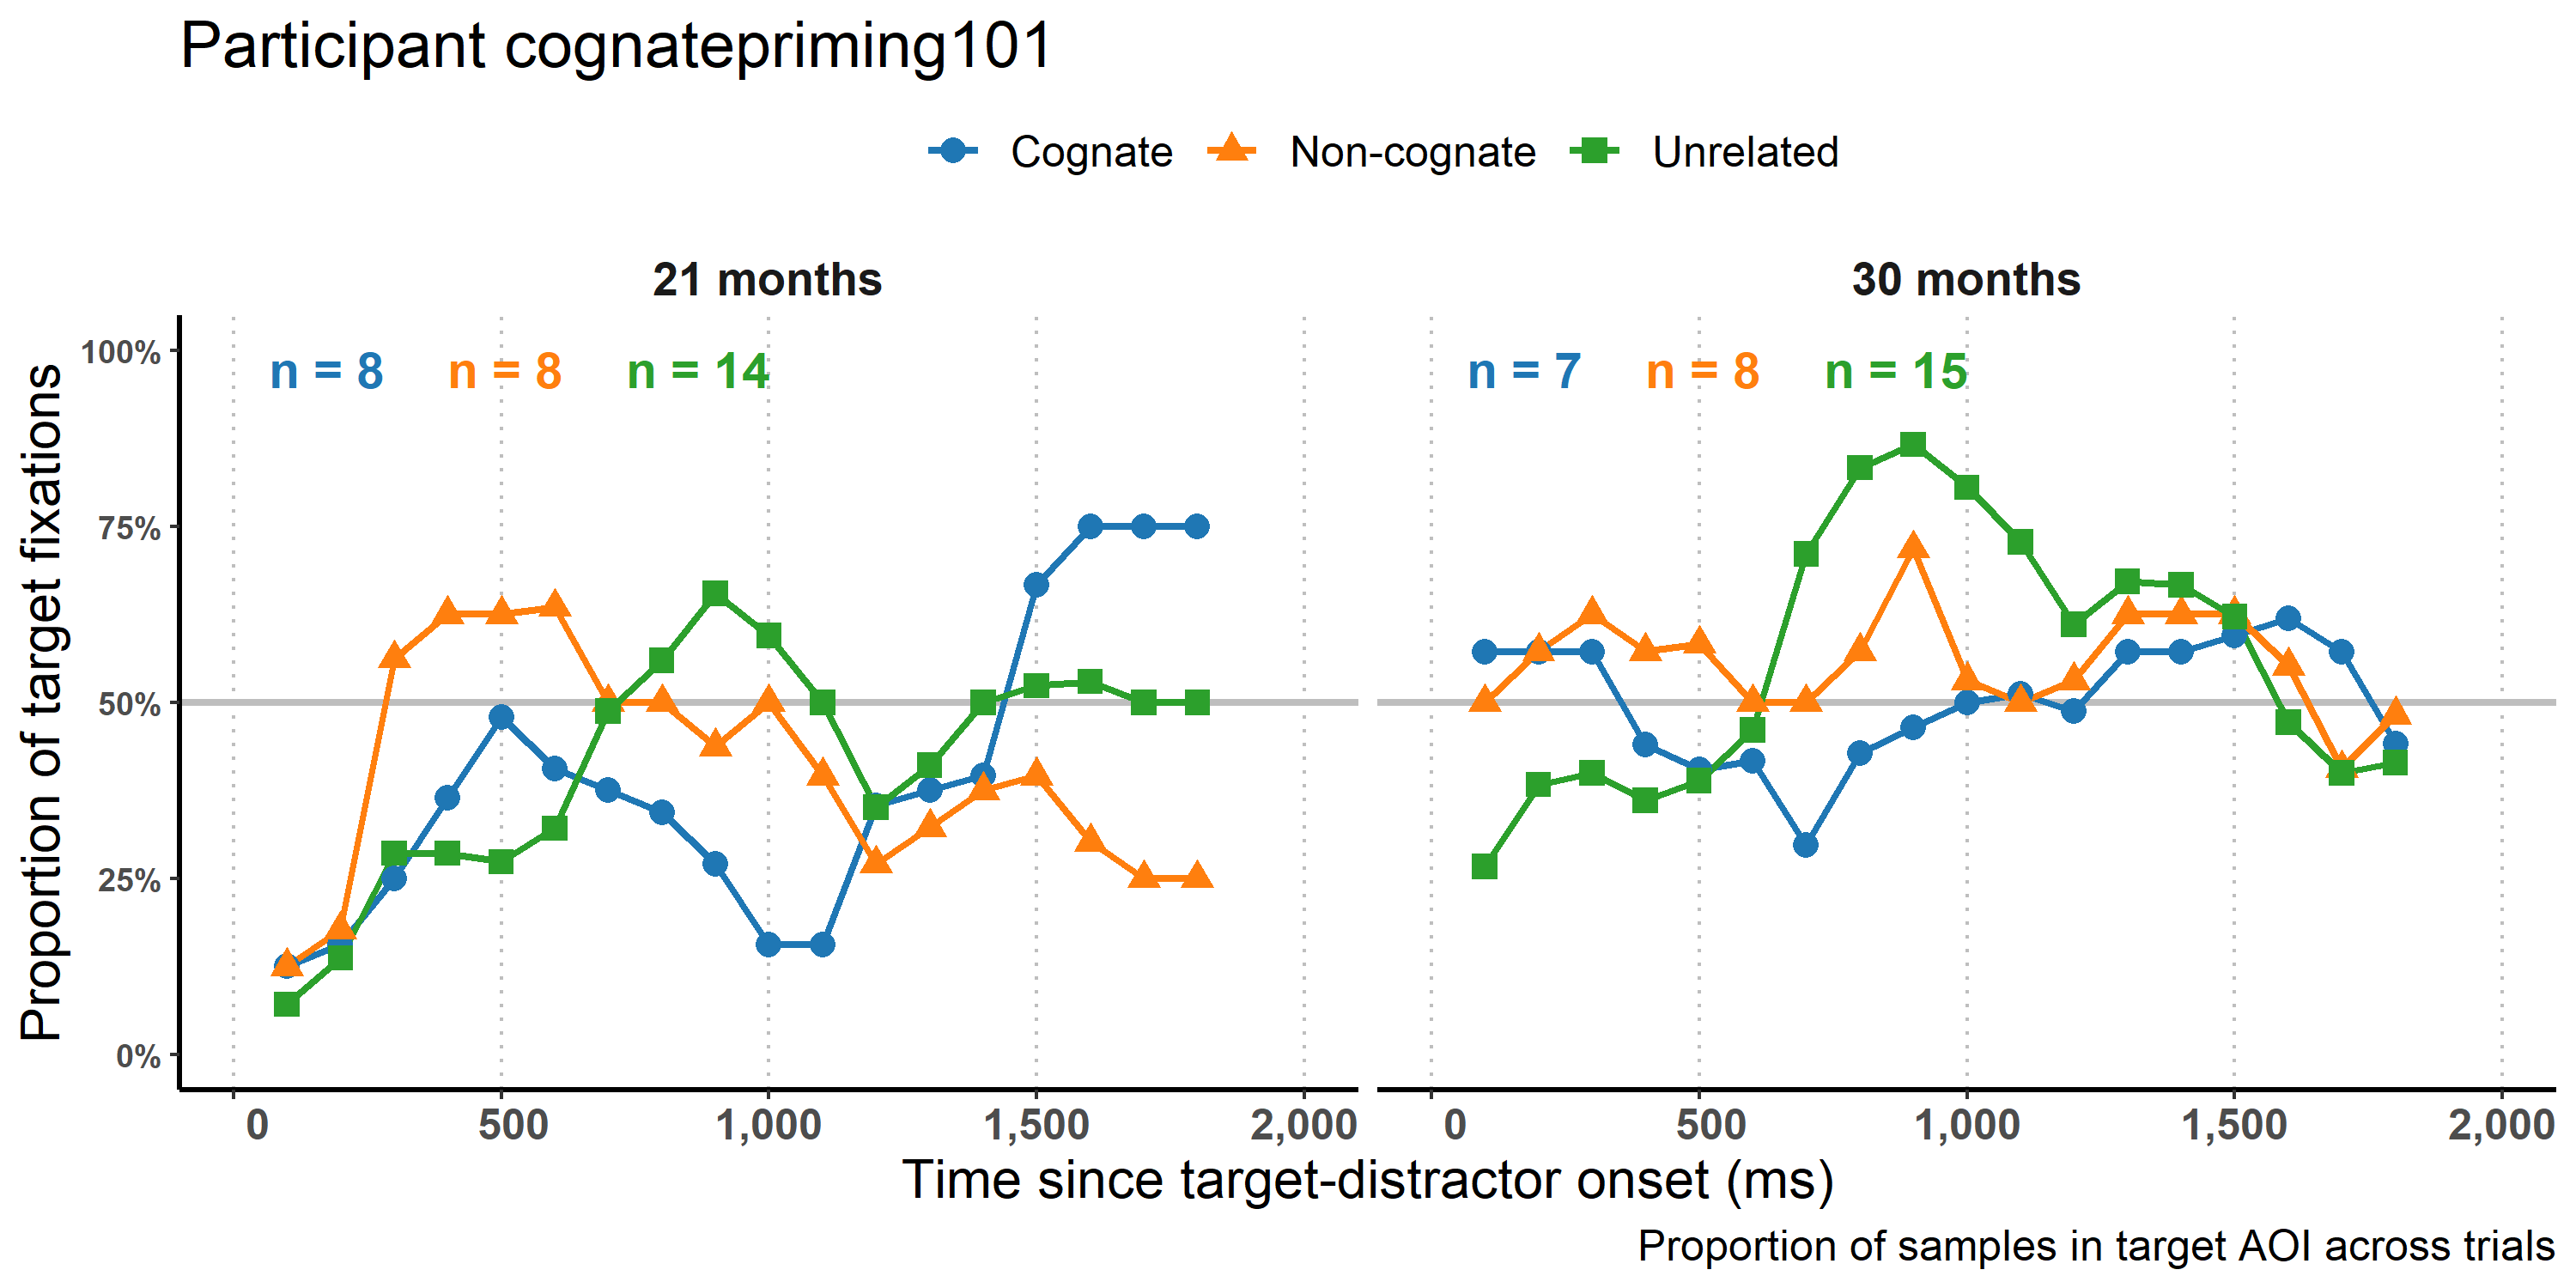 Participant cognatepriming101
Cognate Non-cognate Unrelated
21 months 30 months
n = 8 n = 8 n = 14 n = 7 n = 8 n = 15
Proportion of target fixations
100%
75%
50%
25%
0%
0 500 1,000 1,500 2,000 0 500 1,000 1,500 2,000
Time since target-distractor onset (ms)
Proportion of samples in target AOI across trials